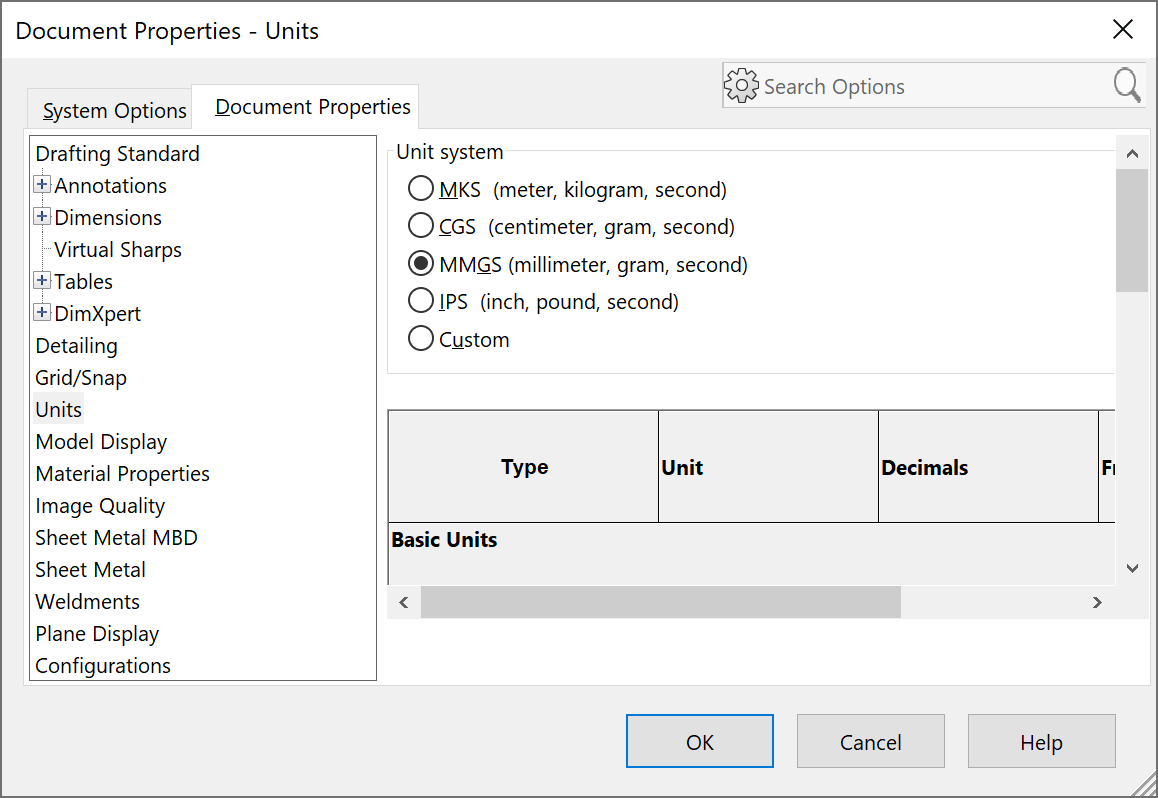 Document Properties - Units
Search Options
System Options
Document Properties
Drafting Standard
Annotations
Dimensions
Virtual Sharps
Tables
DimXpert
Detailing
Grid/Snap
Units
Model Display
Material Properties
Image Quality
Sheet Metal MBD
Sheet Metal
Weldments
Plane Display
Configurations
Unit system
MKS (meter, kilogram, second)
CGS (centimeter, gram, second)
MMGS (millimeter, gram, second)
IPS (inch, pound, second)
Custom
Type Unit Decimals
Basic Units
OK Cancel Help